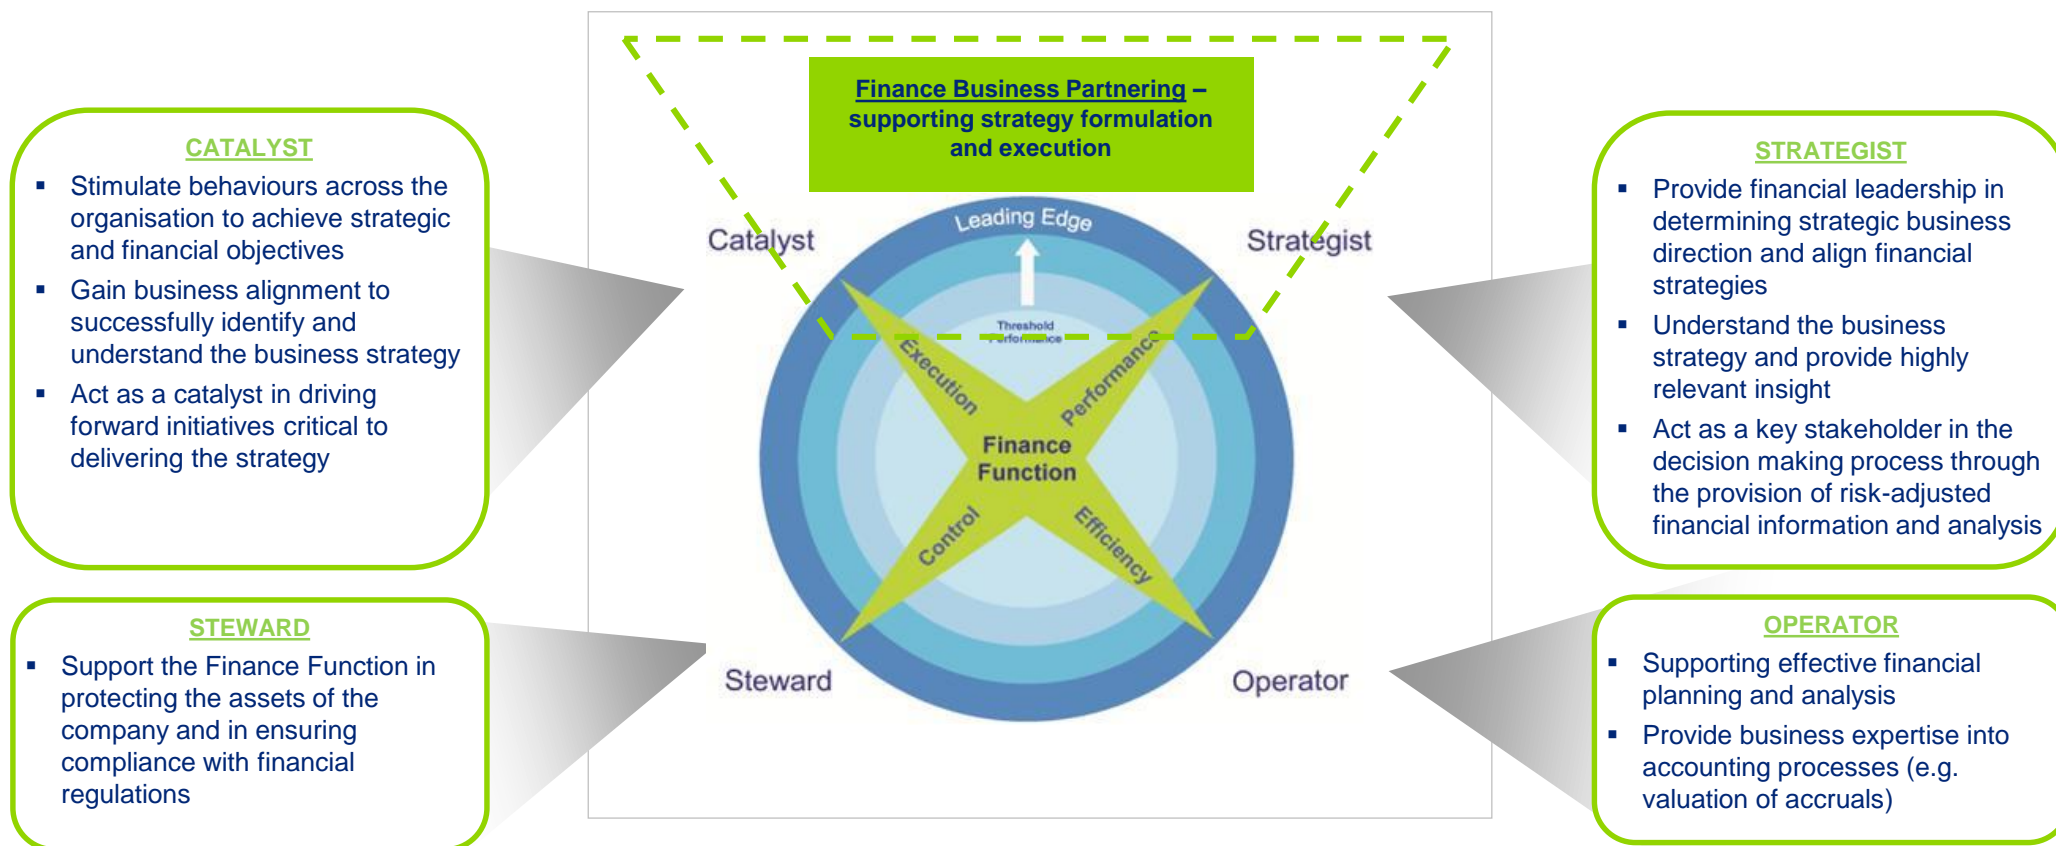 Finance Business Partnering –
supporting strategy formulation
and execution
CATALYST
▪ Stimulate behaviours across the
organisation to achieve strategic
and financial objectives
▪ Gain business alignment to
successfully identify and
understand the business strategy
▪ Act as a catalyst in driving
forward initiatives critical to
delivering the strategy
STEWARD
▪ Support the Finance Function in
protecting the assets of the
company and in ensuring
compliance with financial
regulations
Catalyst
Leading Edge
Strategist
Threshold
Performance
Execution
Performance
Finance
Function
Control
Efficiency
Steward
Operator
STRATEGIST
▪ Provide financial leadership in
determining strategic business
direction and align financial
strategies
▪ Understand the business
strategy and provide highly
relevant insight
▪ Act as a key stakeholder in the
decision making process through
the provision of risk-adjusted
financial information and analysis
OPERATOR
▪ Supporting effective financial
planning and analysis
▪ Provide business expertise into
accounting processes (e.g.
valuation of accruals)